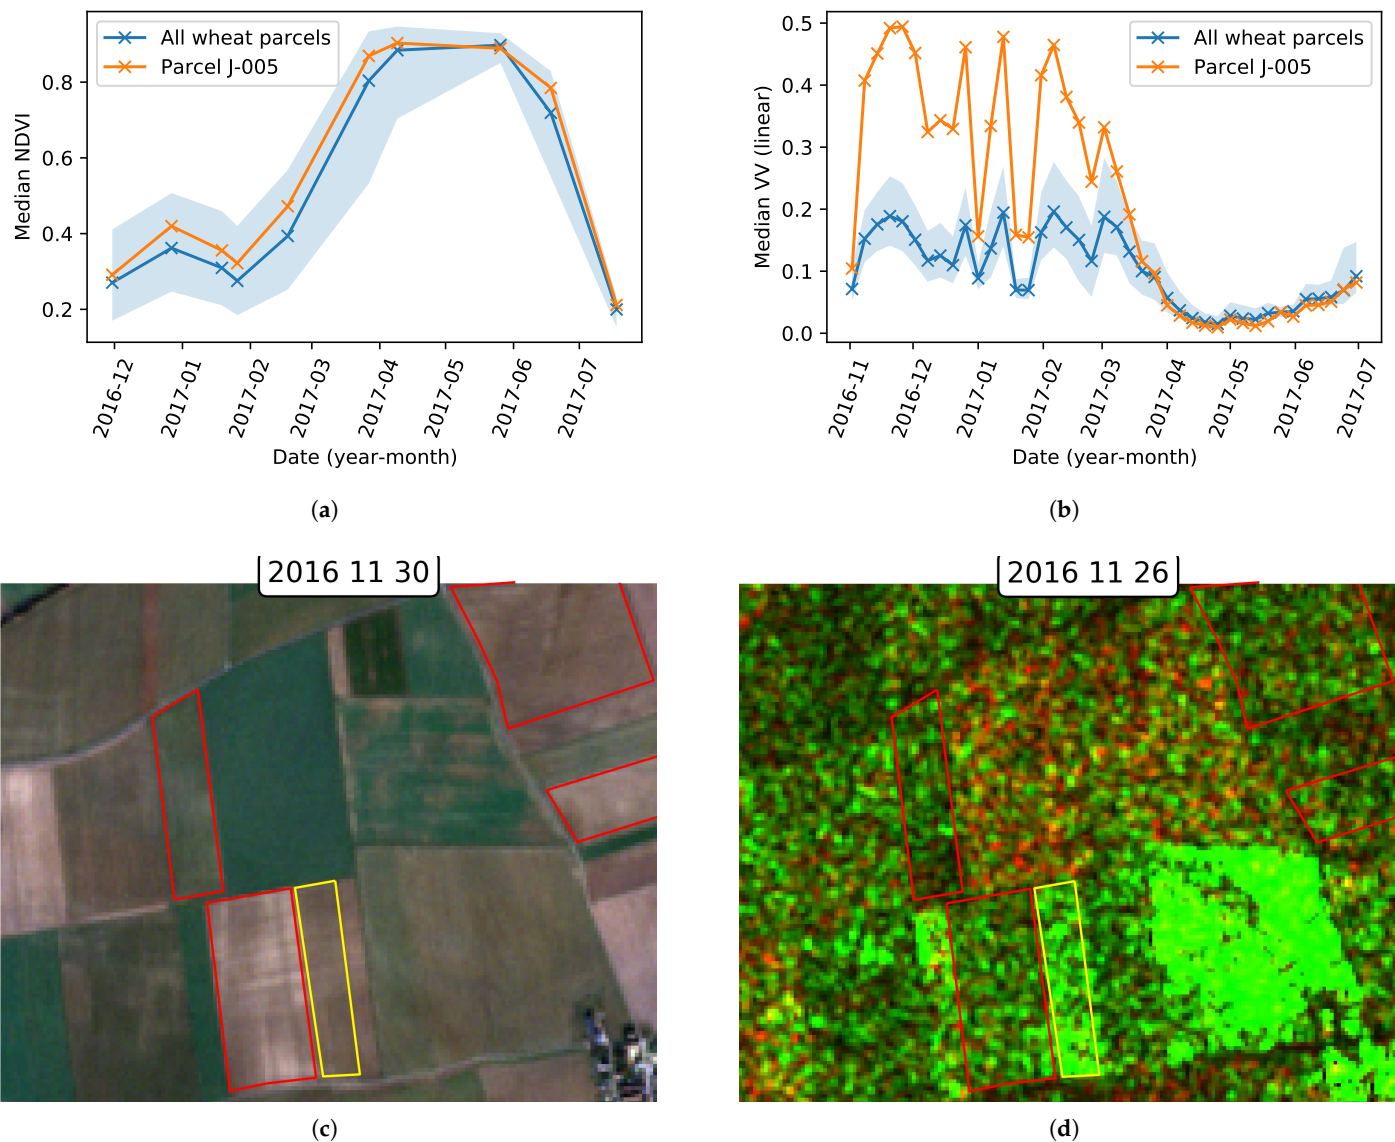 All wheat parcels
Parcel J-005
Median NDVI
0.8
0.6
0.4
0.2
2016-12
2017-01
2017-02
2017-03
2017-04
2017-05
2017-06
2017-07
Date (year-month)
(a)
All wheat parcels
Parcel J-005
Median VV (linear)
0.5
0.4
0.3
0.2
0.1
0.0
2016-11
2016-12
2017-01
2017-02
2017-03
2017-04
2017-05
2017-06
2017-07
Date (year-month)
(b)
2016 11 30
(c)
2016 11 26
(d)